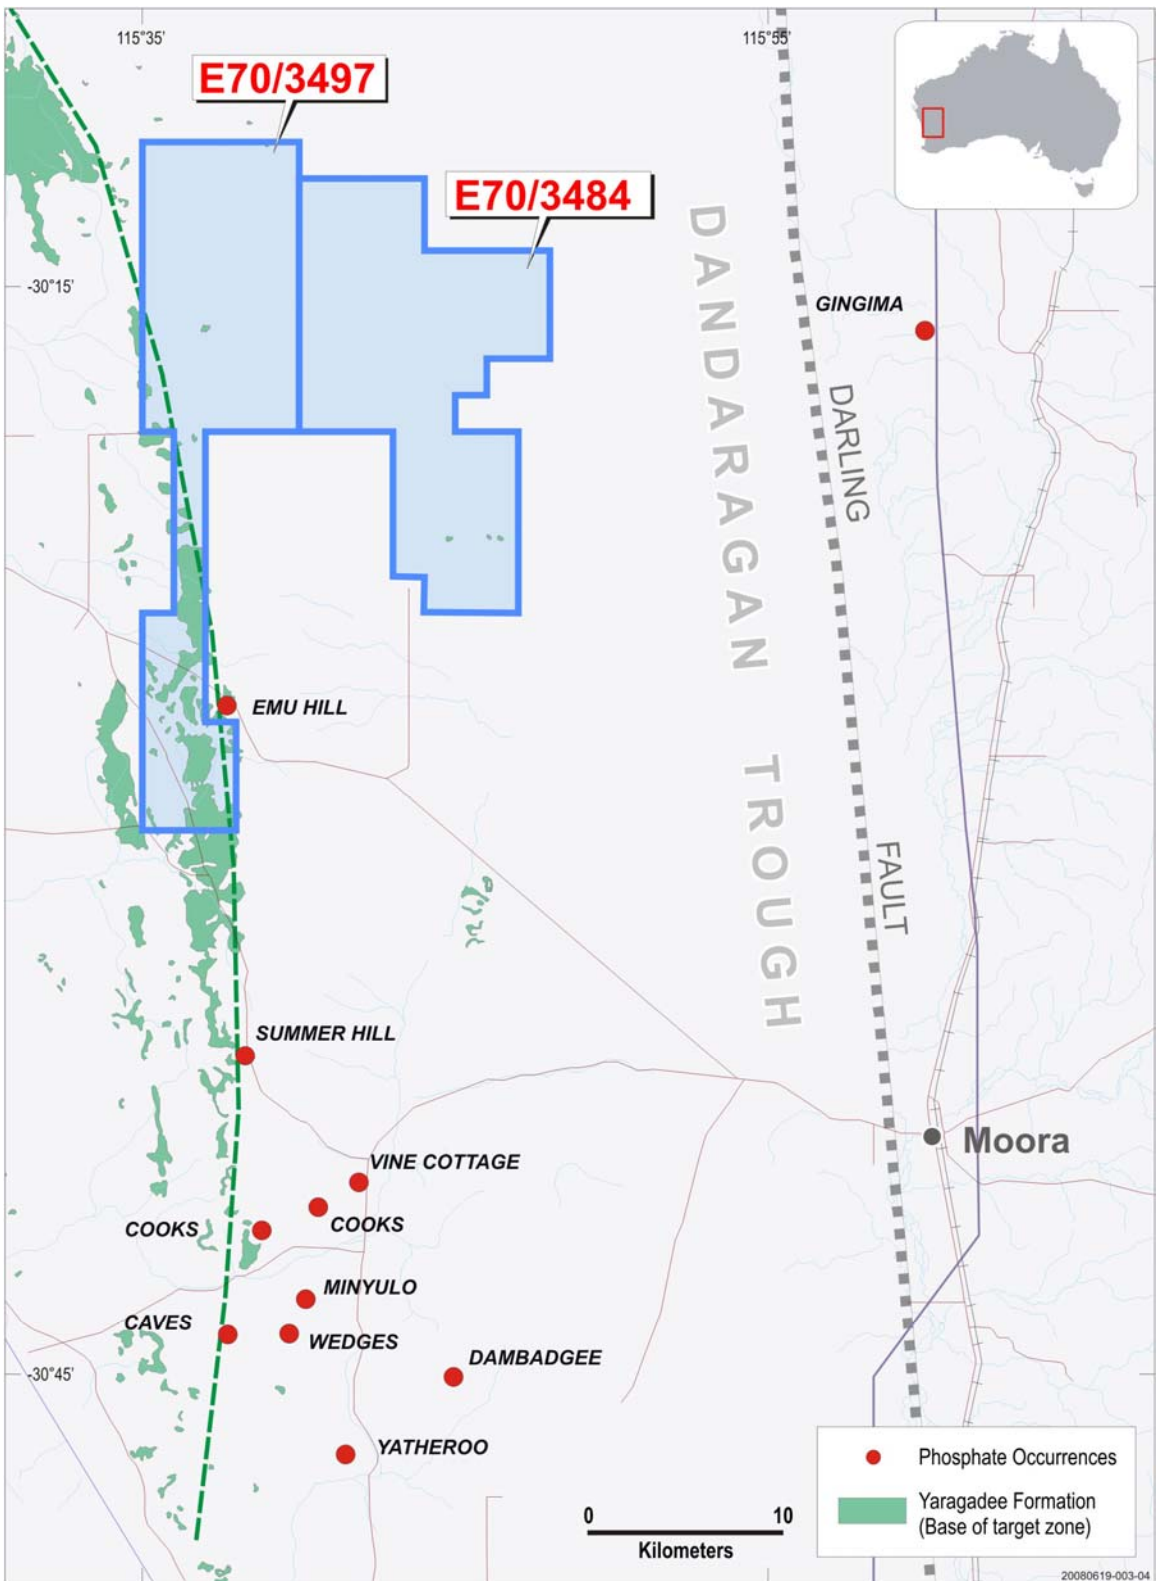 115°35'
115°55'
E70/3497
E70/3484
-30°15'
GINGIMA
DANDARAGAN TROUGH
DARLING FAULT
EMU HILL
SUMMER HILL
Moora
VINE COTTAGE
COOKS
COOKS
MINYULO
CAVES
WEDGES
DAMBADGEE
-30°45'
YATHEROO
0 10
Kilometers
Phosphate Occurrences
Yaragadee Formation
(Base of target zone)
20080619-003-04